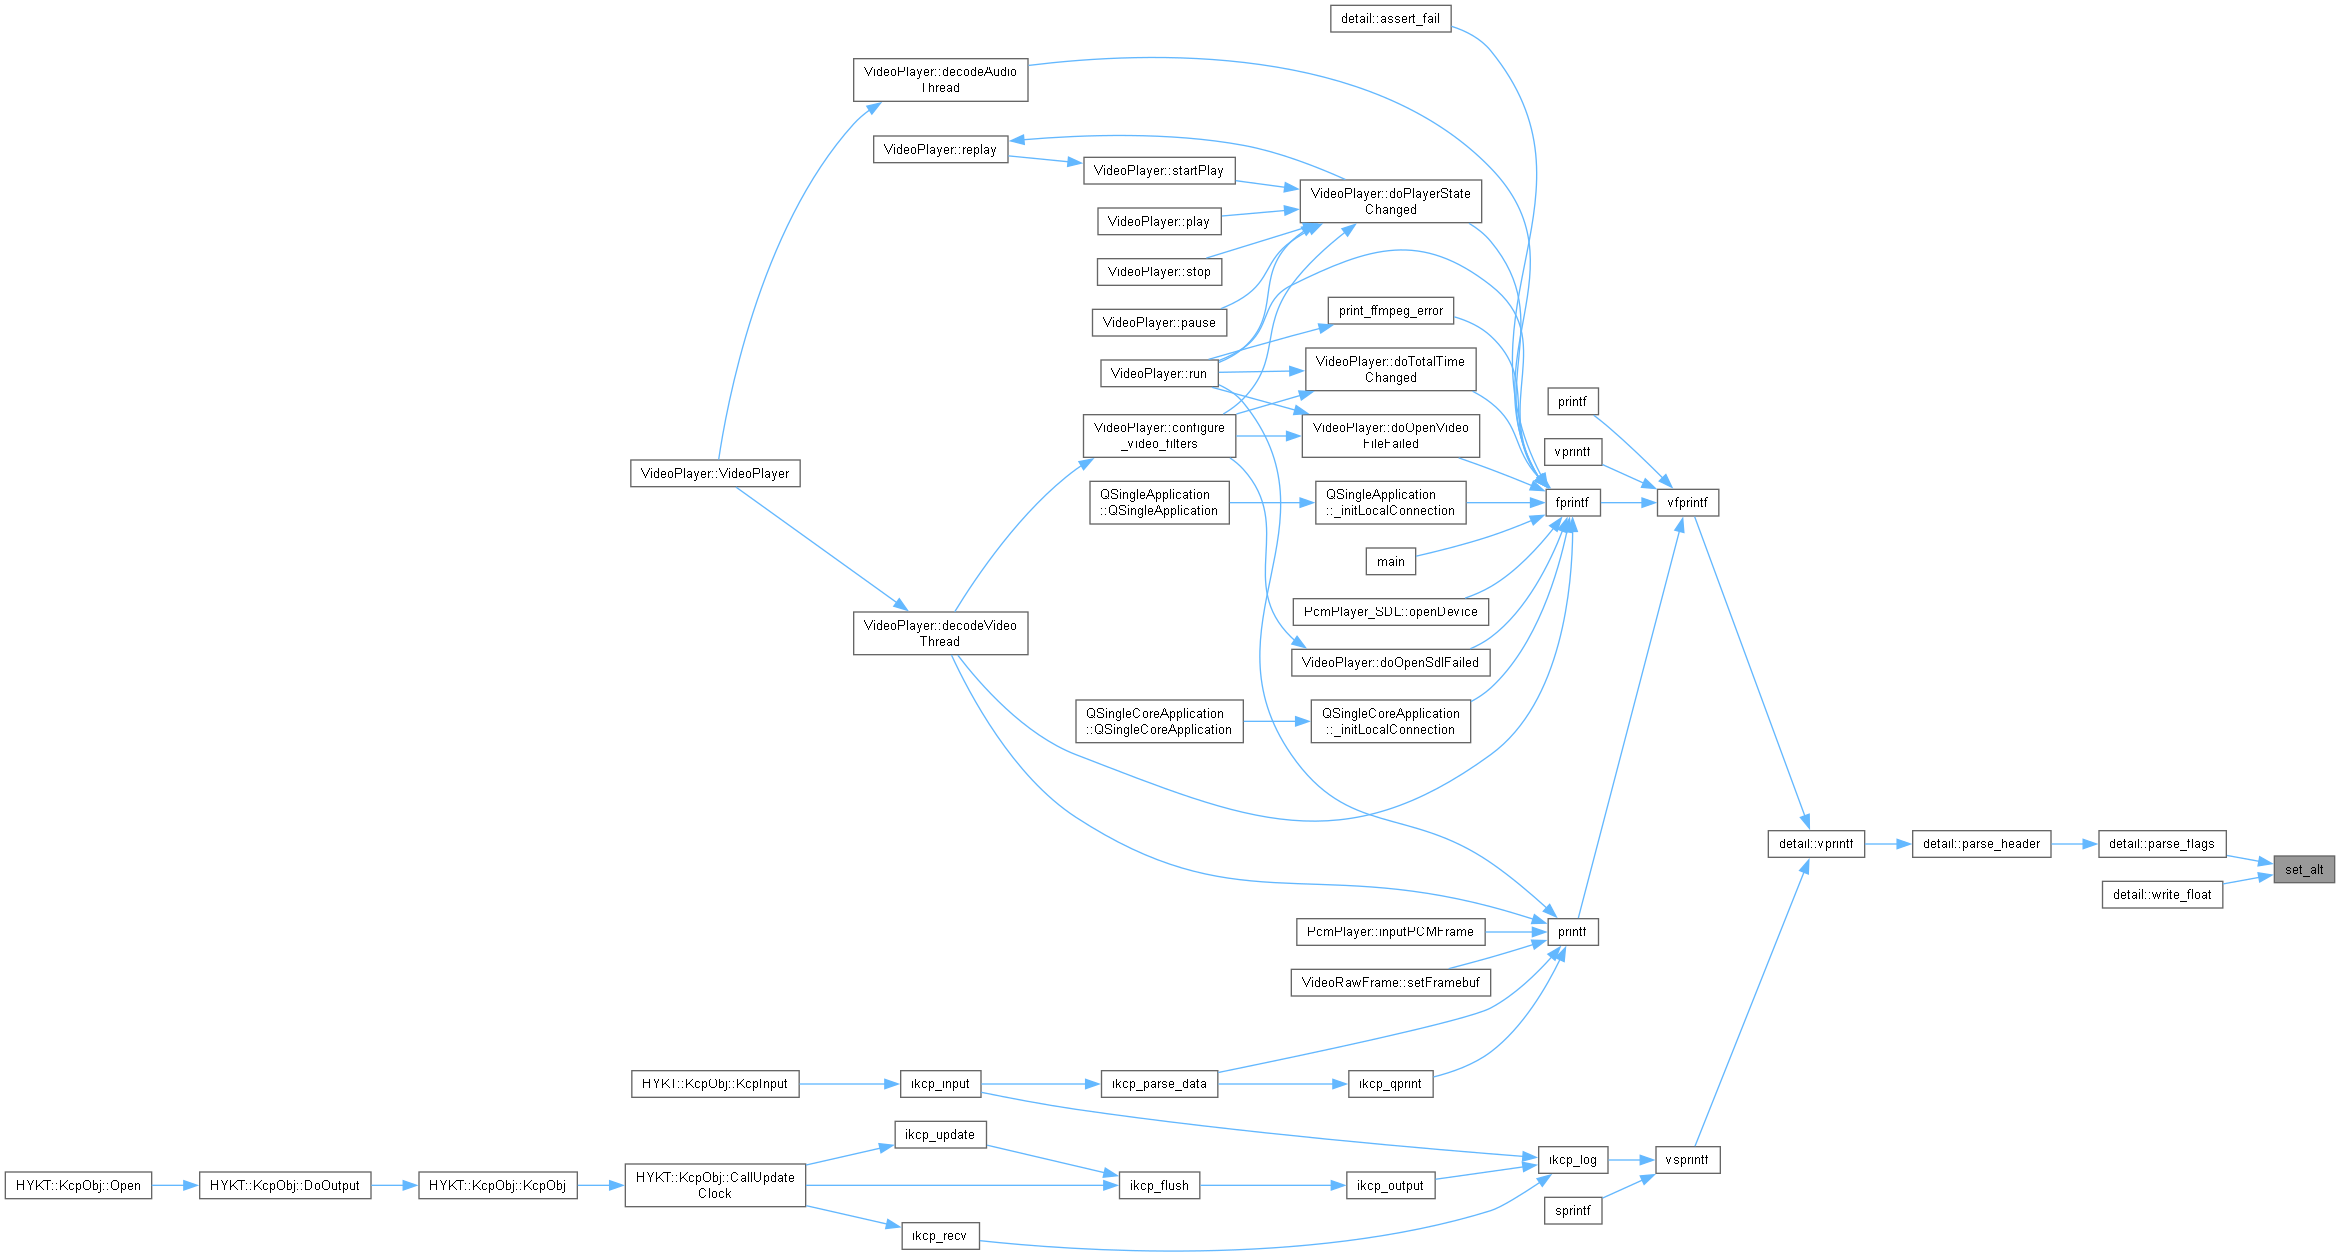 detail::assert_fail
VideoPlayer::decodeAudio
Thread
VideoPlayer::replay
VideoPlayer::startPlay
VideoPlayer::doPlayerState
Changed
VideoPlayer::play
VideoPlayer::stop
VideoPlayer::pause
print_ffmpeg_error
VideoPlayer::run
VideoPlayer::doTotalTime
Changed
printf
VideoPlayer::configure
_video_filters
VideoPlayer::doOpenVideo
FileFailed
vprintf
VideoPlayer::VideoPlayer
QSingleApplication
::QSingleApplication
QSingleApplication
::_initLocalConnection
fprintf
vfprintf
main
PcmPlayer_SDL::openDevice
VideoPlayer::decodeVideo
Thread
VideoPlayer::doOpenSdlFailed
QSingleCoreApplication
::QSingleCoreApplication
QSingleCoreApplication
::_initLocalConnection
detail::vprintf
detail::parse_header
detail::parse_flags
set_alt
detail::write_float
PcmPlayer::inputPCMFrame
printf
VideoRawFrame::setFramebuf
HYKT::KcpObj::KcpInput
ikcp_input
ikcp_parse_data
ikcp_qprint
ikcp_update
ikcp_log
vsprintf
HYKT::KcpObj::Open
HYKT::KcpObj::DoOutput
HYKT::KcpObj::KcpObj
HYKT::KcpObj::CallUpdate
Clock
ikcp_flush
ikcp_output
sprintf
ikcp_recv